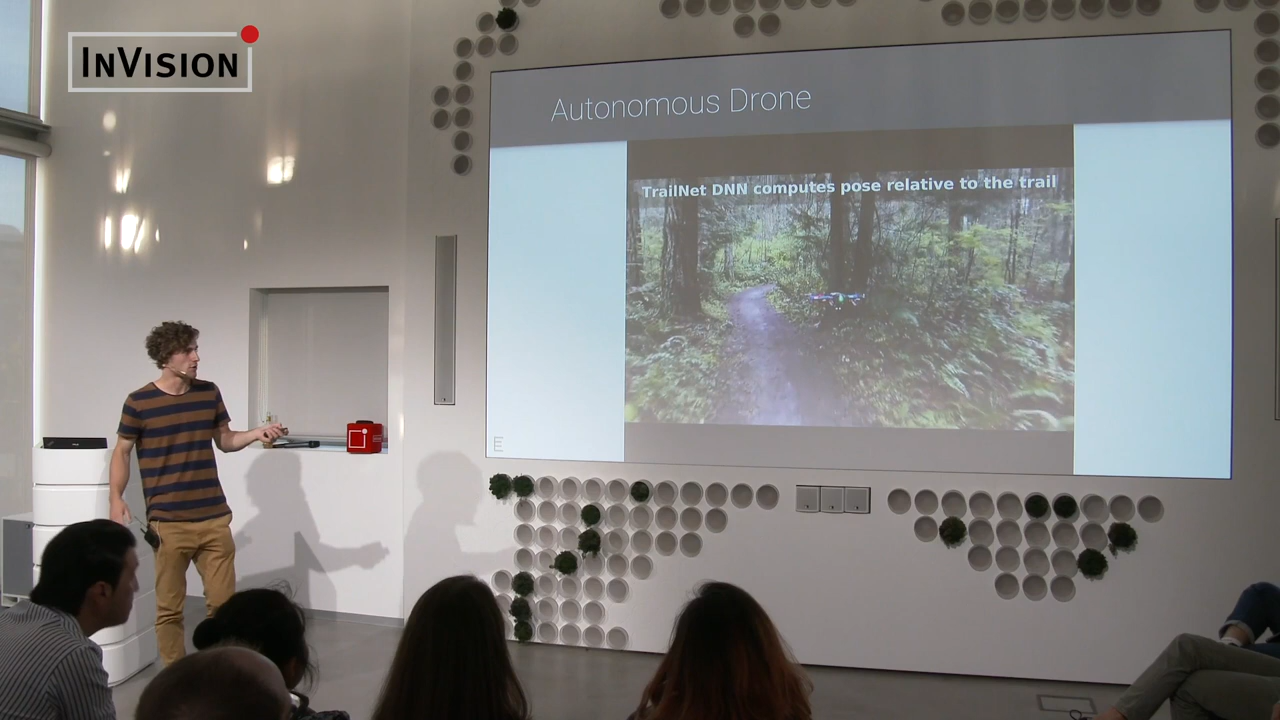 INVISION
Autonomous Drone
TrailNet DNN computes pose relative to the trail
E